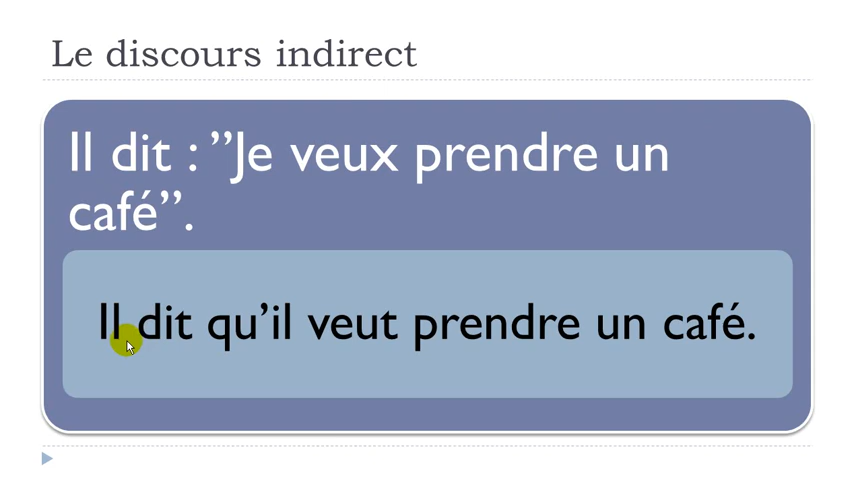 Le discours indirect
Il dit : ”Je veux prendre un
café”.
Il dit qu’il veut prendre un café.